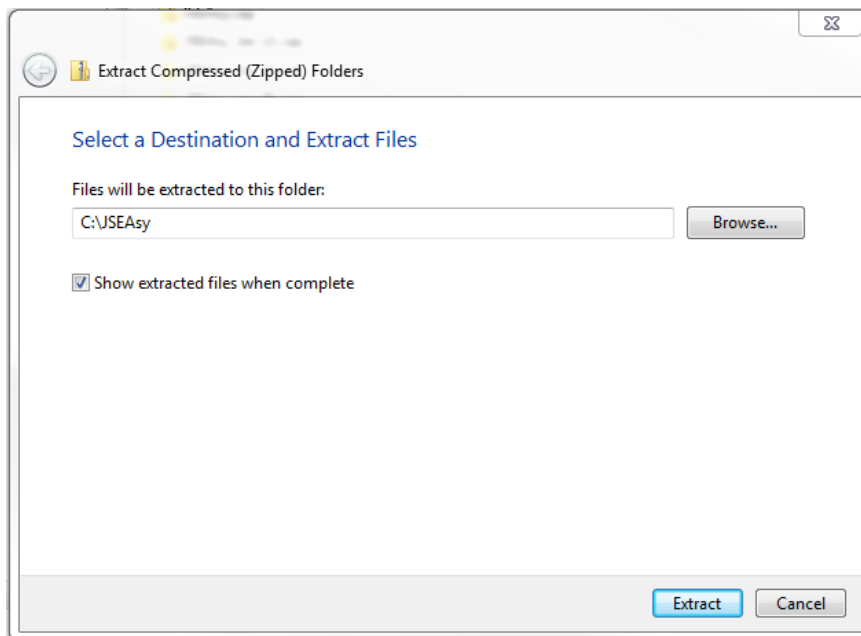 Extract Compressed (Zipped) Folders
Select a Destination and Extract Files
Files will be extracted to this folder:
C:\JSEAsy
Browse...
Show extracted files when complete
Extract
Cancel